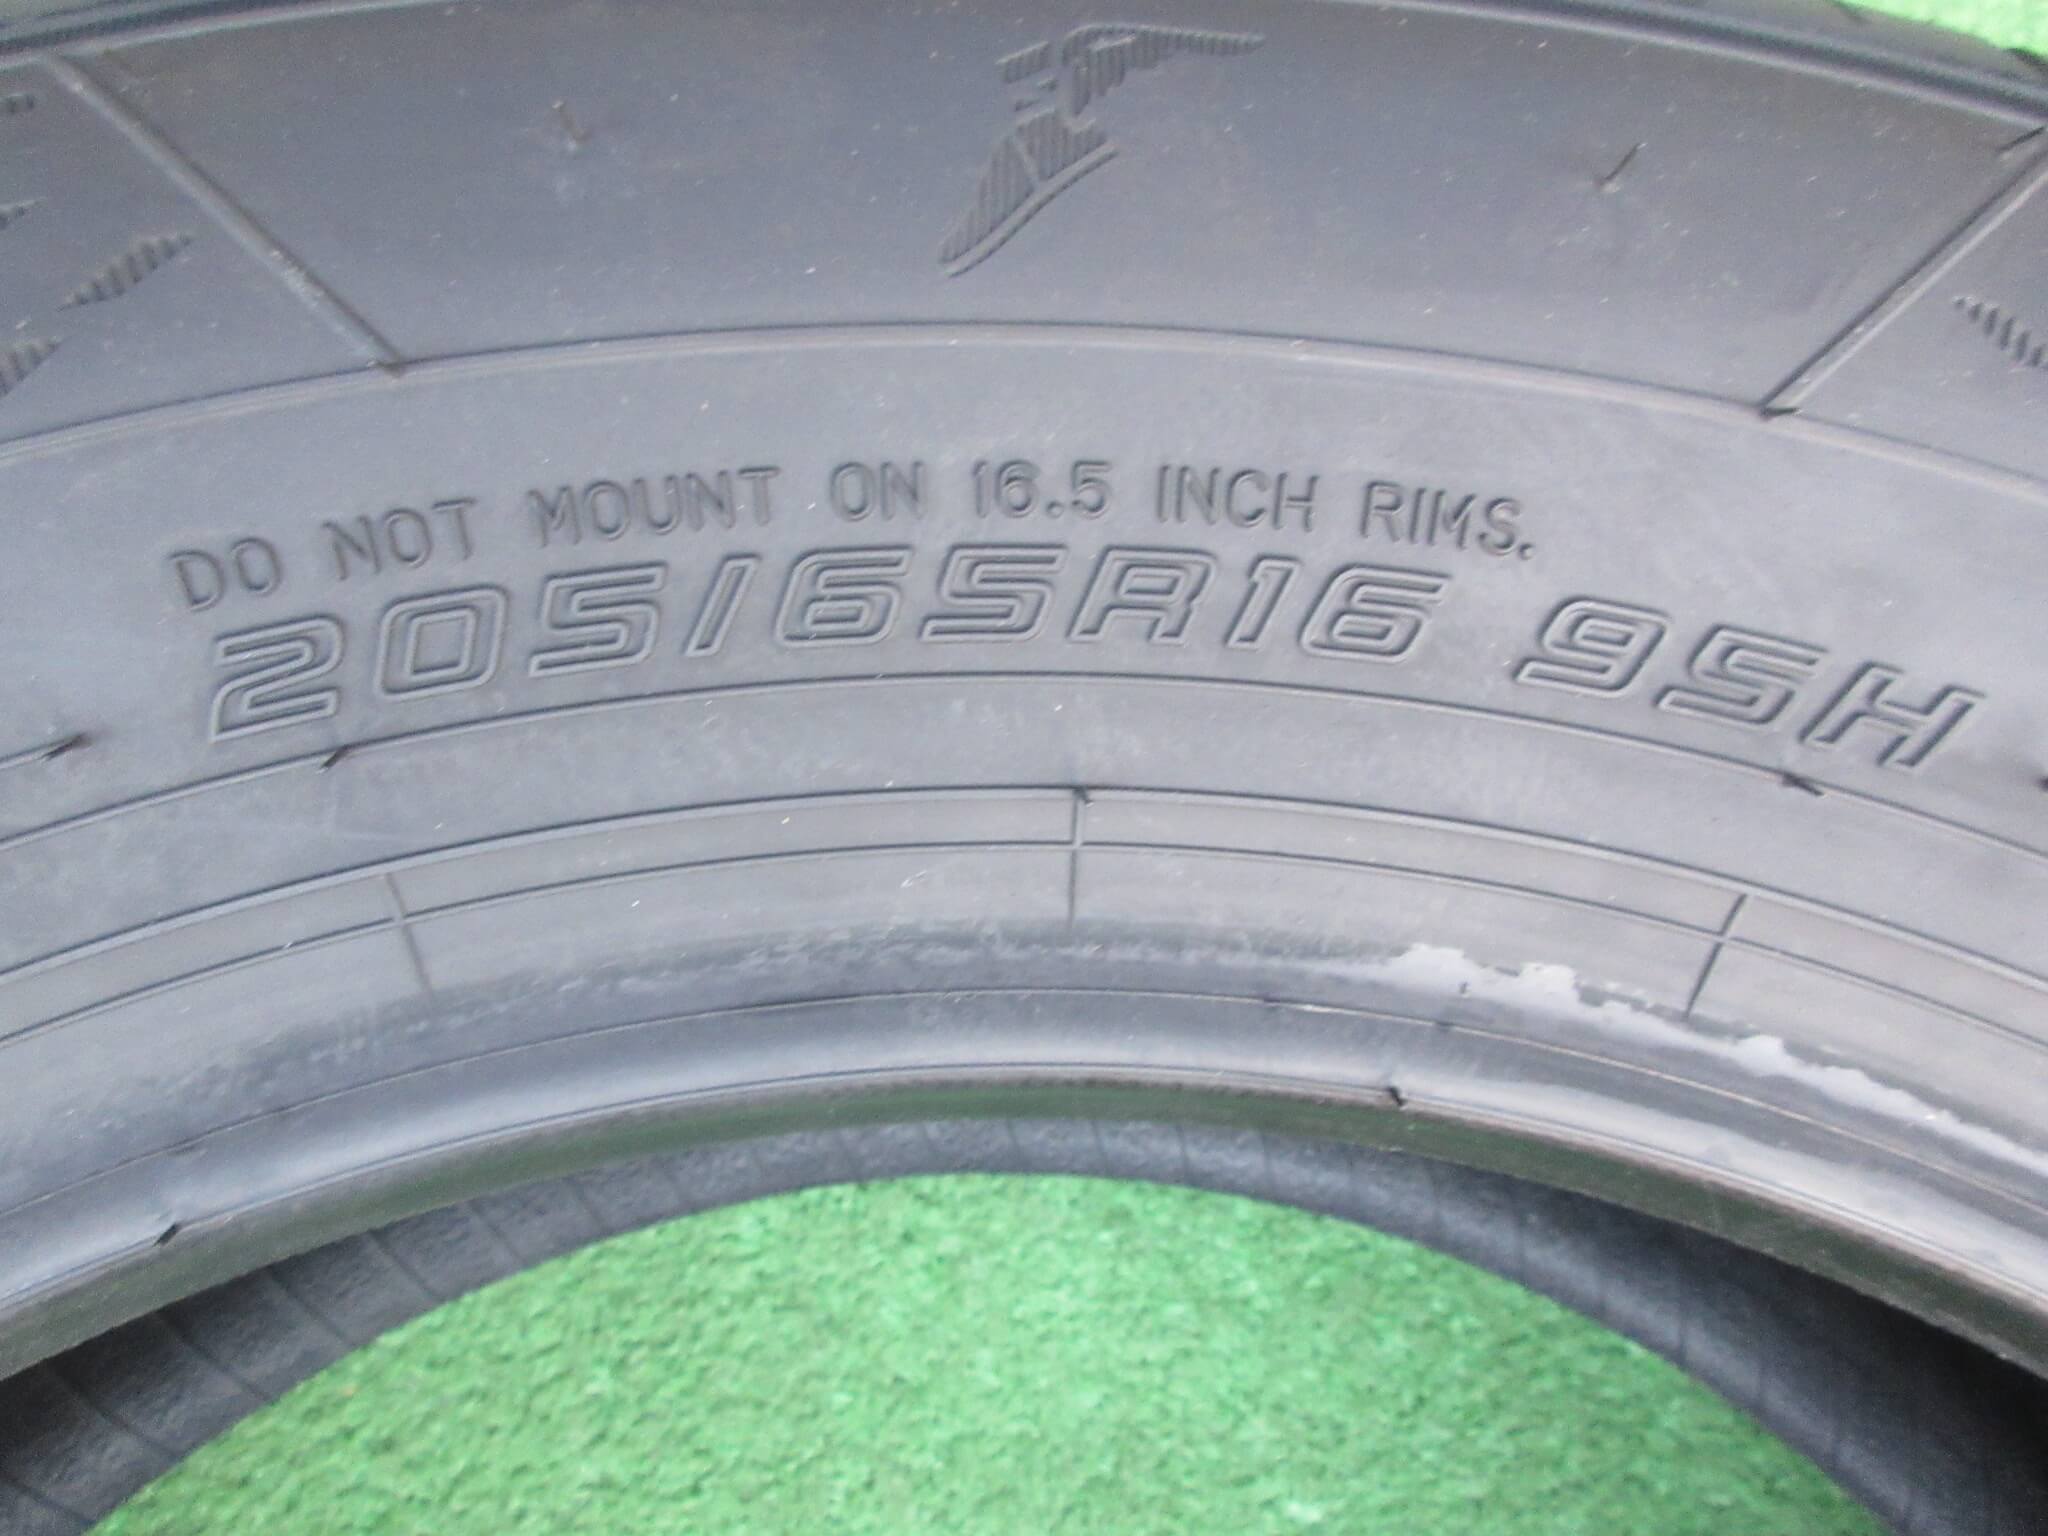 DO NOT MOUNT ON 16.5 INCH RIMS.
205/65R16 95H